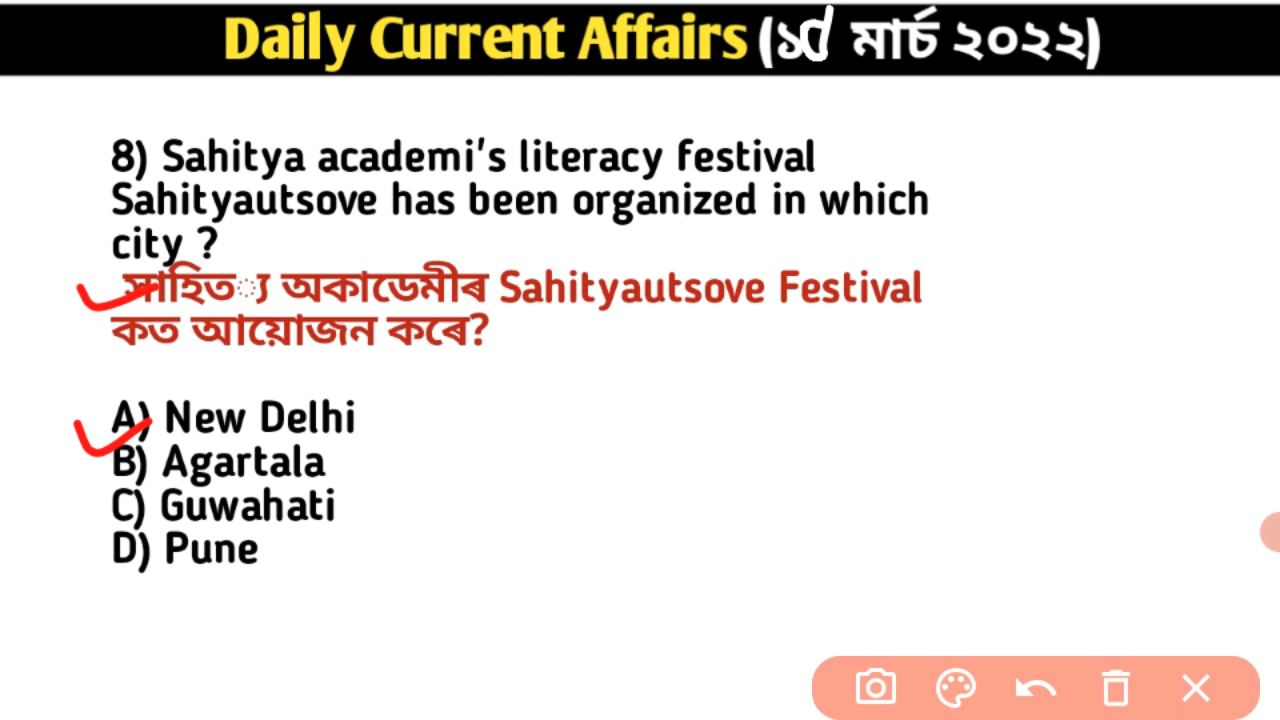 Daily Current Affairs (১d মাৰ্চ ২০২২)
8) Sahitya academi's literacy festival
Sahityautsove has been organized in which
city ?
সাহিত্য অকাডেমীৰ Sahityautsove Festival
কত আয়োজন কৰে?
A) New Delhi
B) Agartala
C) Guwahati
D) Pune